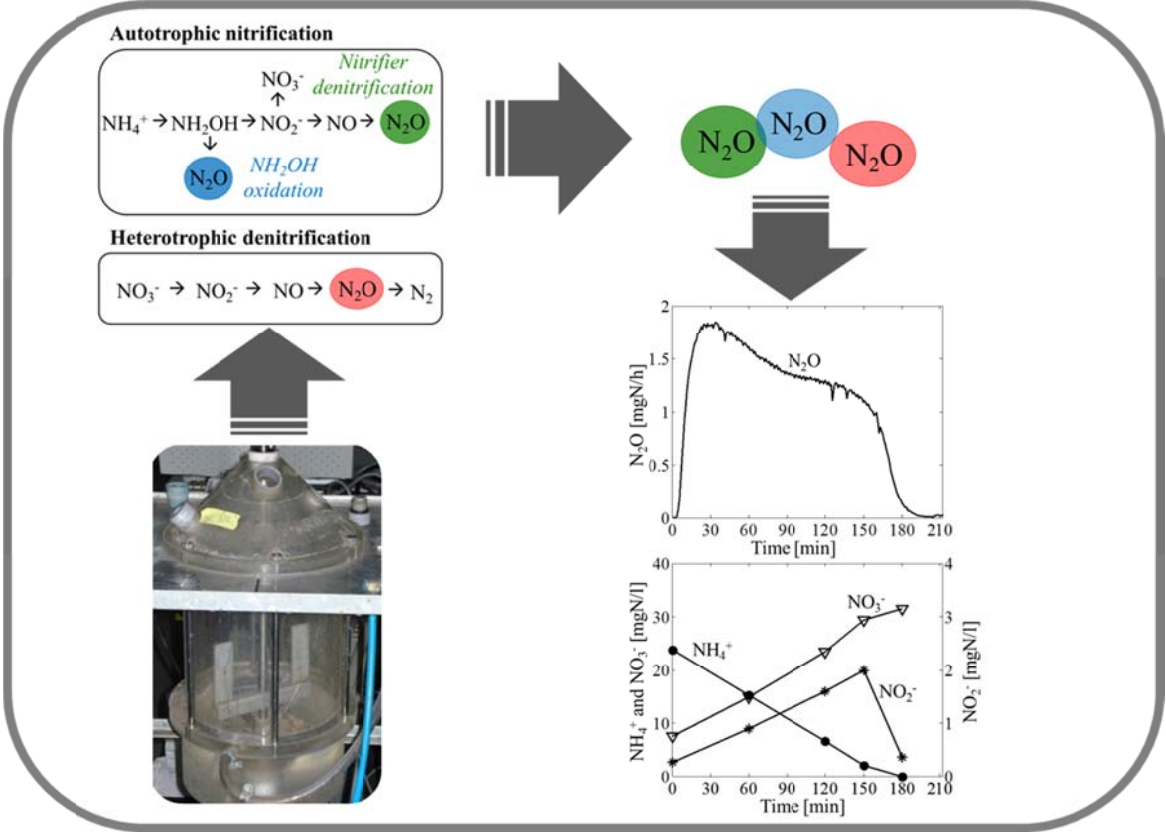 Autotrophic nitrification
Nitrifier
denitrification
NO₃⁻
NH₄⁺ → NH₂OH → NO₂⁻ → NO → N₂O
N₂O
NH₂OH
oxidation
Heterotrophic denitrification
NO₃⁻ → NO₂⁻ → NO → N₂O → N₂
N₂O
N₂O
N₂O
N₂O [mgN/h]
2
1.5
1
0.5
0
N₂O
0 30 60 90 120 150 180 210
Time [min]
NH₄⁺ and NO₃⁻ [mgN/l]
40
30
20
10
0
NO₃⁻
NH₄⁺
NO₂⁻
4
3
2
1
0
NO₂⁻ [mgN/l]
0 30 60 90 120 150 180 210
Time [min]